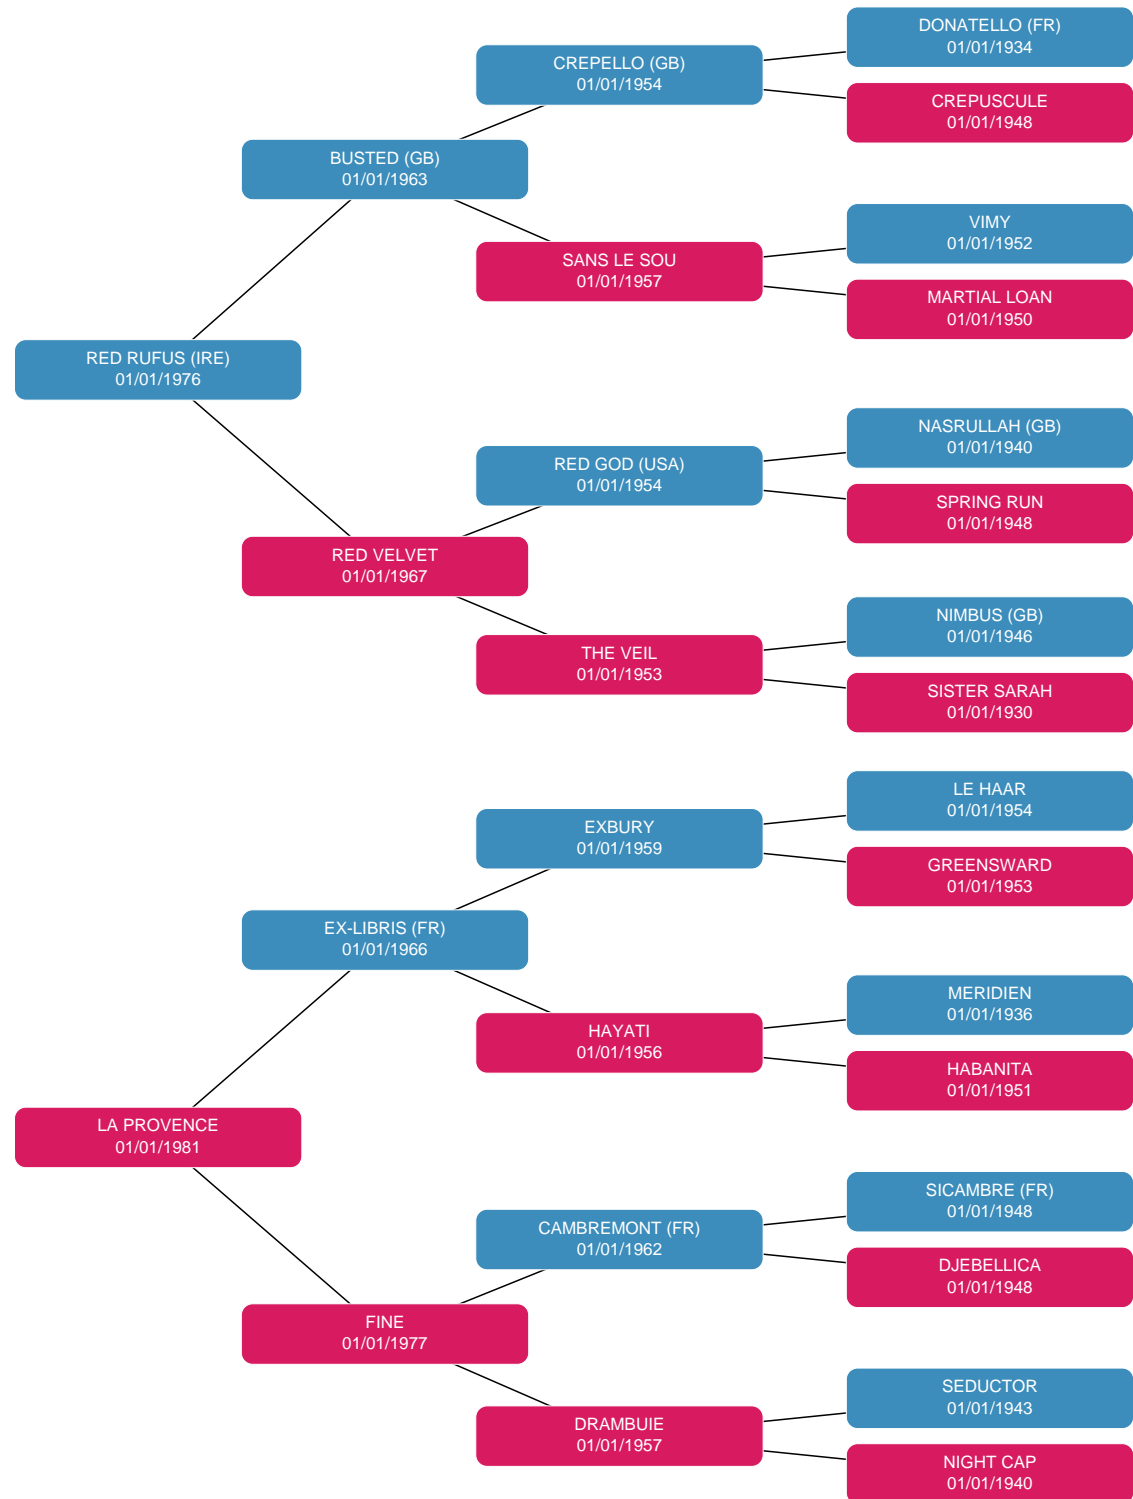 DONATELLO (FR)
01/01/1934
CREPELLO (GB)
01/01/1954
CREPUSCULE
01/01/1948
BUSTED (GB)
01/01/1963
VIMY
01/01/1952
SANS LE SOU
01/01/1957
MARTIAL LOAN
01/01/1950
RED RUFUS (IRE)
01/01/1976
NASRULLAH (GB)
01/01/1940
RED GOD (USA)
01/01/1954
SPRING RUN
01/01/1948
RED VELVET
01/01/1967
NIMBUS (GB)
01/01/1946
THE VEIL
01/01/1953
SISTER SARAH
01/01/1930
LE HAAR
01/01/1954
EXBURY
01/01/1959
GREENSWARD
01/01/1953
EX-LIBRIS (FR)
01/01/1966
MERIDIEN
01/01/1936
HAYATI
01/01/1956
HABANITA
01/01/1951
LA PROVENCE
01/01/1981
SICAMBRE (FR)
01/01/1948
CAMBREMONT (FR)
01/01/1962
DJEBELLICA
01/01/1948
FINE
01/01/1977
SEDUCTOR
01/01/1943
DRAMBUIE
01/01/1957
NIGHT CAP
01/01/1940